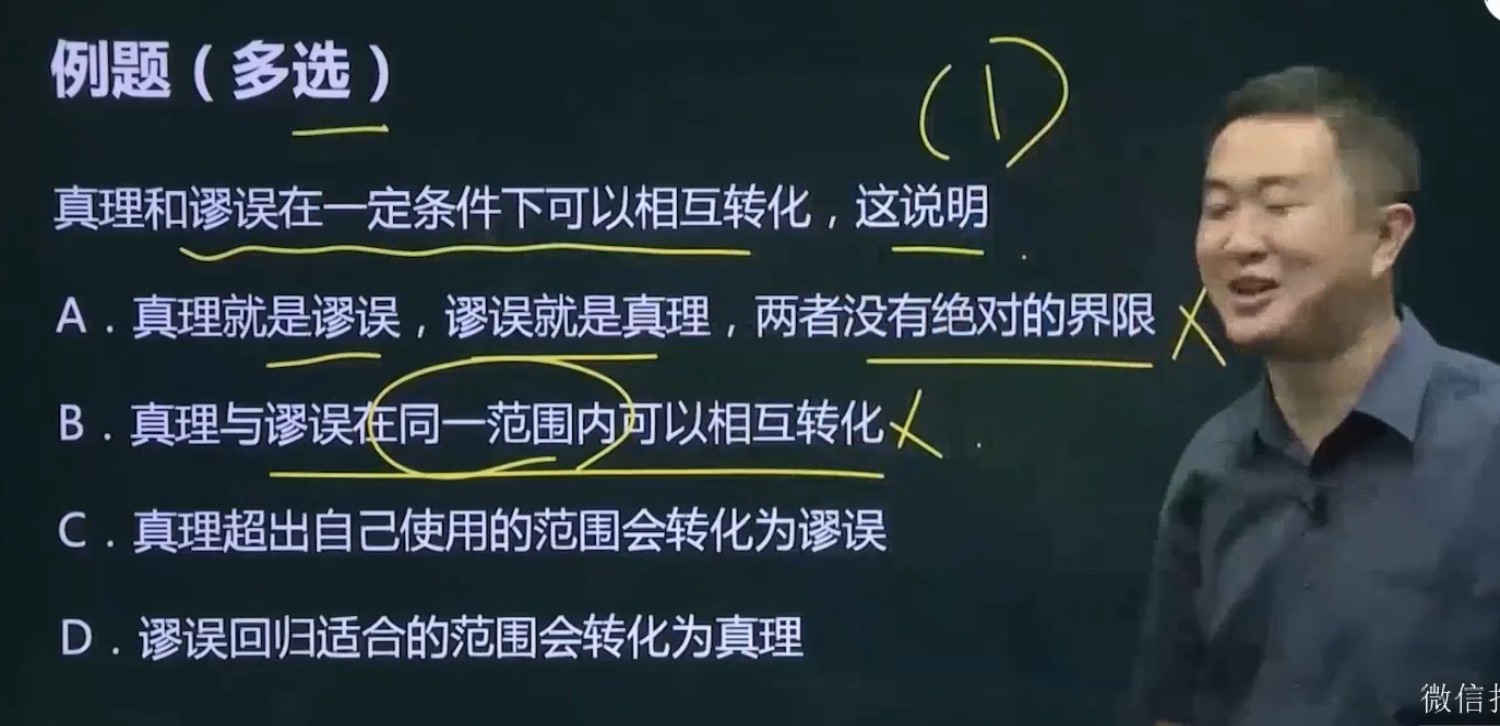 例题（多选）
(1)
真理和谬误在一定条件下可以相互转化，这说明
A．真理就是谬误，谬误就是真理，两者没有绝对的界限
B．真理与谬误在同一范围内可以相互转化
C．真理超出自己使用的范围会转化为谬误
D．谬误回归适合的范围会转化为真理
微信